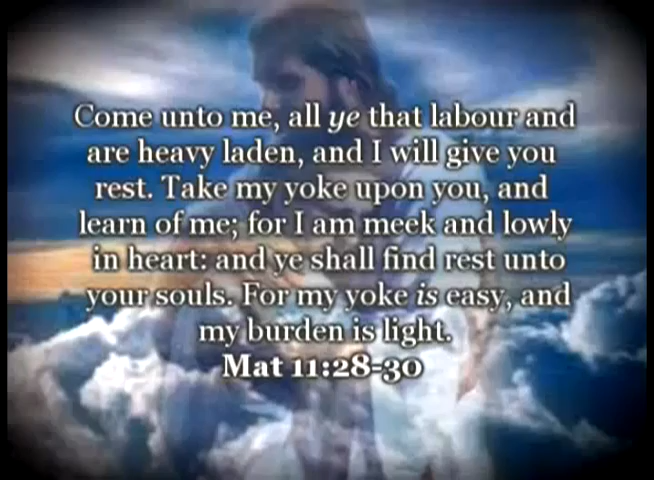 Come unto me, all ye that labour and
are heavy laden, and I will give you
rest. Take my yoke upon you, and
learn of me; for I am meek and lowly
in heart: and ye shall find rest unto
your souls. For my yoke is easy, and
my burden is light.
Mat 11:28-30